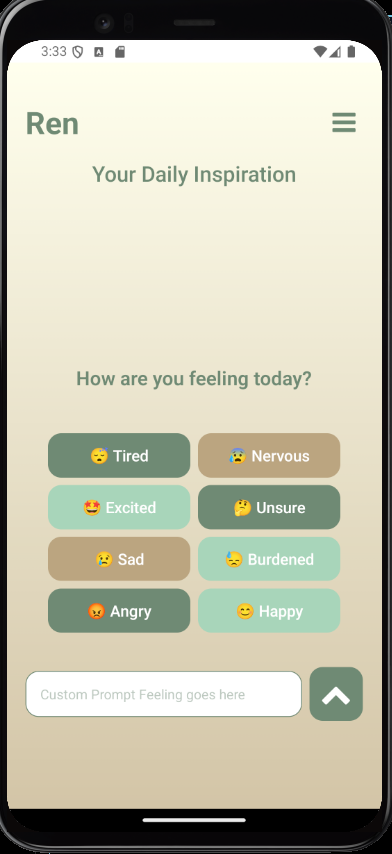 3:33
Ren
Your Daily Inspiration
How are you feeling today?
😴 Tired
😰 Nervous
🤩 Excited
🤔 Unsure
😢 Sad
😓 Burdened
😡 Angry
😊 Happy
Custom Prompt Feeling goes here